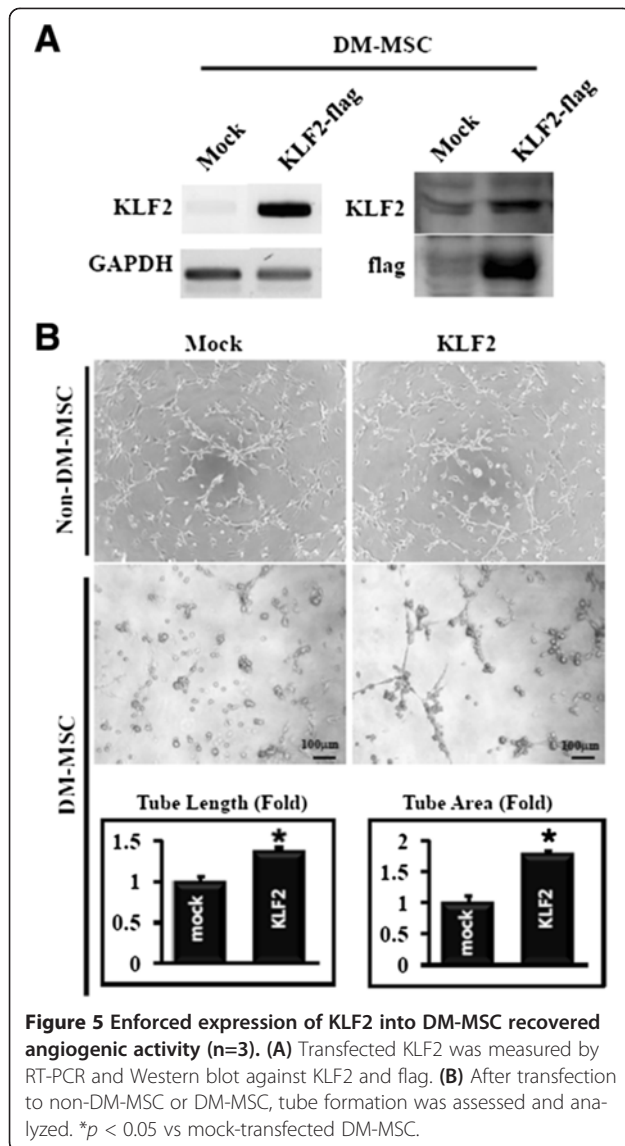 A
DM-MSC
Mock
KLF2-flag
Mock
KLF2-flag
KLF2
KLF2
GAPDH
flag
B
Mock
KLF2
Non-DM-MSC
DM-MSC
100µm
100µm
Tube Length (Fold)
Tube Area (Fold)
1.5
1
0.5
0
mock
KLF2
*
2
1.5
1
0.5
0
mock
KLF2
*
Figure 5 Enforced expression of KLF2 into DM-MSC recovered
angiogenic activity (n=3). (A) Transfected KLF2 was measured by
RT-PCR and Western blot against KLF2 and flag. (B) After transfection
to non-DM-MSC or DM-MSC, tube formation was assessed and ana-
lyzed. *p < 0.05 vs mock-transfected DM-MSC.